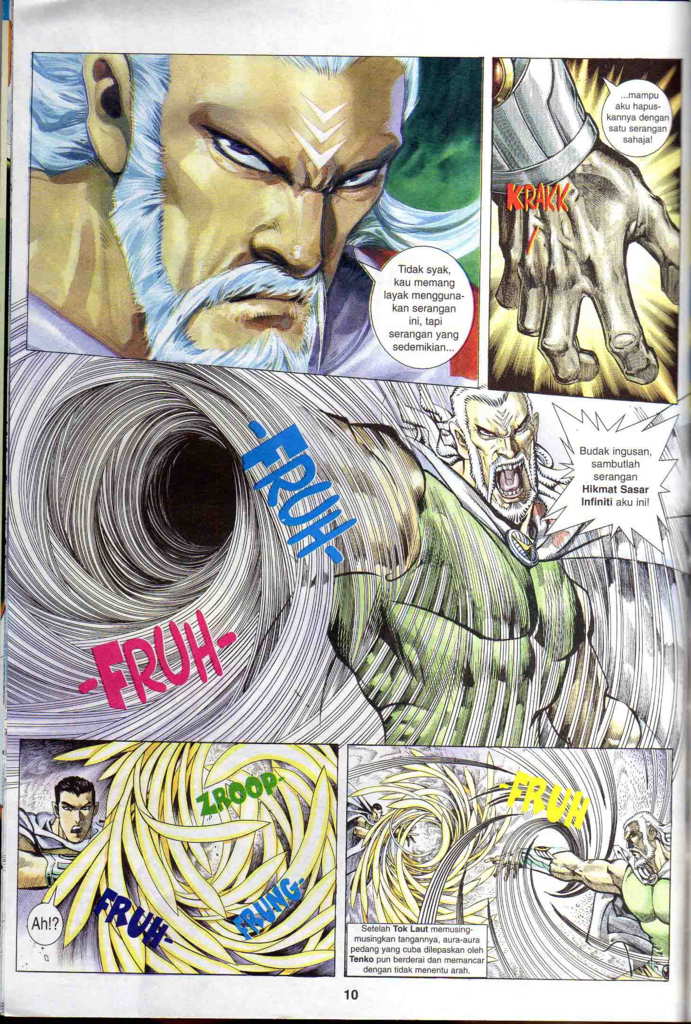 Tidak syak,
kau memang
layak mengguna-
kan serangan
ini, tapi
serangan yang
sedemikian...
...mampu
aku hapus-
kannya dengan
satu serangan
sahaja!
KRAKK
-FRUH-
Budak ingusan,
sambutlah
serangan
Hikmat Sasar
Infiniti aku ini!
-FRUH-
ZROOP-
FRUH-
FRUNG-
Ah!?
-FRUH
Setelah Tok Laut memusing-
musingkan tangannya, aura-aura
pedang yang cuba dilepaskan oleh
Tenko pun berderai dan memancar
dengan tidak menentu arah.
10